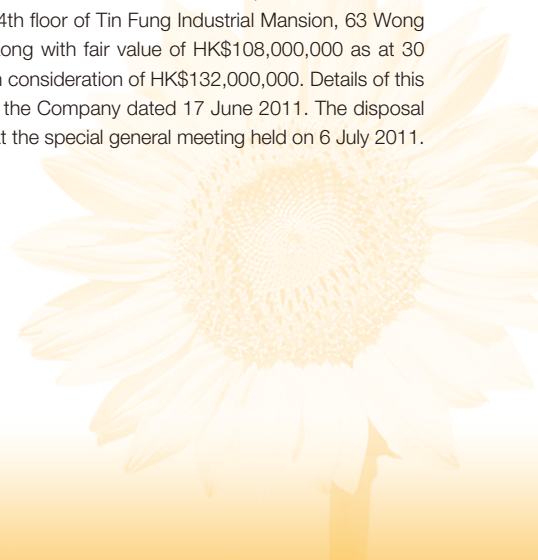 4th floor of Tin Fung Industrial Mansion, 63 Wong
ong with fair value of HK$108,000,000 as at 30
consideration of HK$132,000,000. Details of this
the Company dated 17 June 2011. The disposal
t the special general meeting held on 6 July 2011.